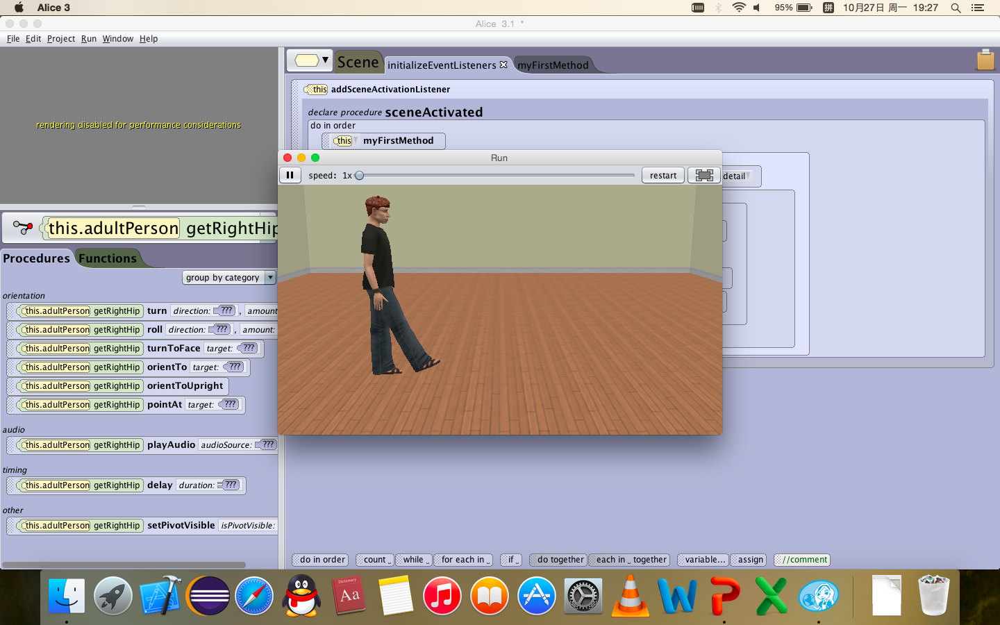 Alice 3
95%
拼
10月27日 周一 19:27
Alice 3.1 *
File Edit Project Run Window Help
rendering disabled for performance considerations
Scene
initializeEventListeners
myFirstMethod
this addSceneActivationListener
declare procedure sceneActivated
do in order
this myFirstMethod
detail
Run
speed: 1x
restart
this.adultPerson getRightHip
Procedures
Functions
group by category
orientation
this.adultPerson getRightHip turn direction: ??? , amount
this.adultPerson getRightHip roll direction: ??? , amount:
this.adultPerson getRightHip turnToFace target: ???
this.adultPerson getRightHip orientTo target: ???
this.adultPerson getRightHip orientToUpright
this.adultPerson getRightHip pointAt target: ???
audio
this.adultPerson getRightHip playAudio audioSource: ???
timing
this.adultPerson getRightHip delay duration: ???
other
this.adultPerson getRightHip setPivotVisible isPivotVisible:
do in order
count _
while _
for each in _
if _
do together
each in _ together
variable...
assign
//comment
Dictionary
Aa